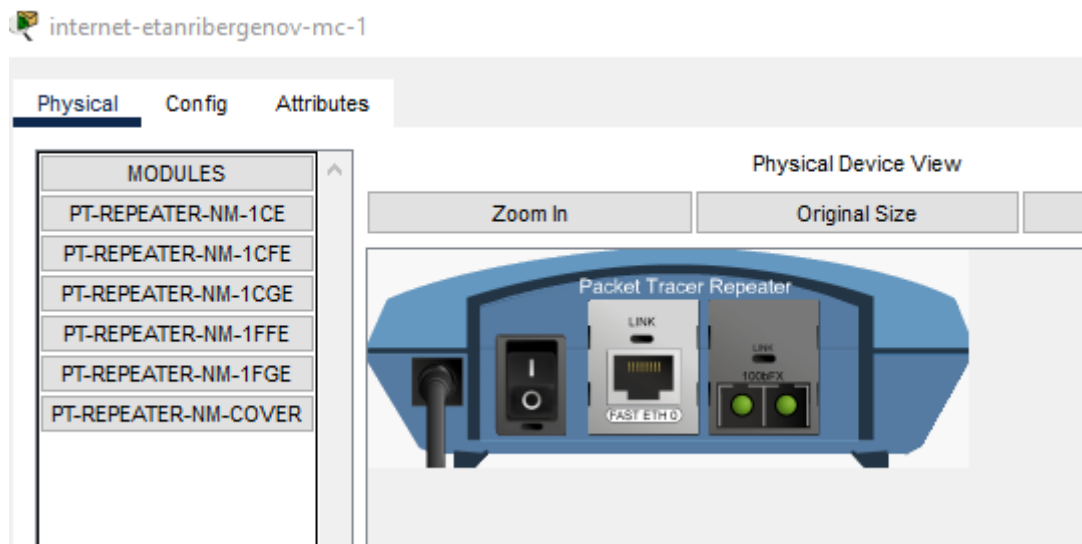 internet-etanribergenov-mc-1
Physical Config Attributes
MODULES
PT-REPEATER-NM-1CE
PT-REPEATER-NM-1CFE
PT-REPEATER-NM-1CGE
PT-REPEATER-NM-1FFE
PT-REPEATER-NM-1FGE
PT-REPEATER-NM-COVER
Physical Device View
Zoom In Original Size
Packet Tracer Repeater
LINK
FAST ETH 0
LINK
100bFX